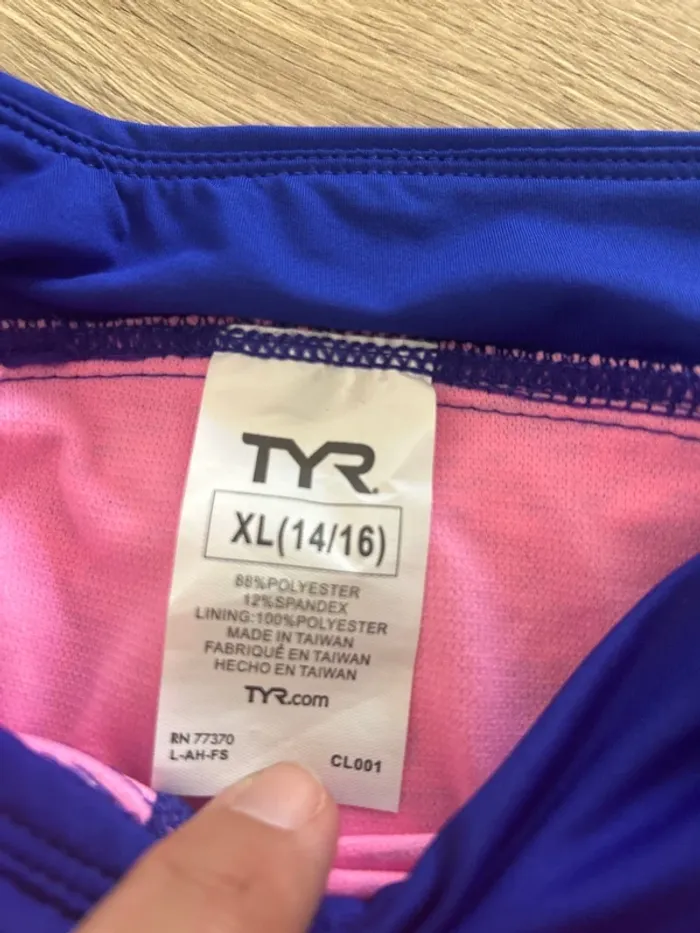 TYR
XL(14/16)
88%POLYESTER
12%SPANDEX
LINING:100%POLYESTER
MADE IN TAIWAN
FABRIQUÉ EN TAIWAN
HECHO EN TAIWAN
TYR.com
RN 77370
L-AH-FS
CL001